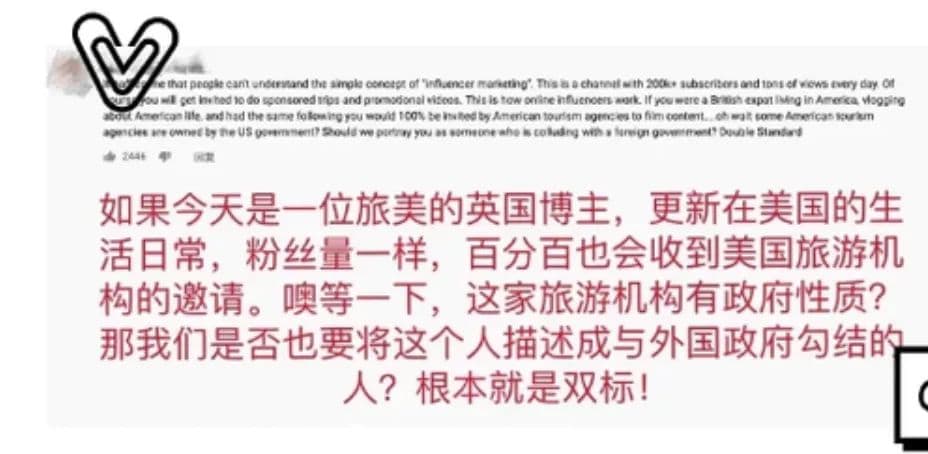 me that people can't understand the simple concept of "influencer marketing". This is a channel with 200k+ subscribers and tons of views every day. Of
you will get invited to do sponsored trips and promotional videos. This is how online influencers work. If you were a British expat living in America, vlogging
about American life, and had the same following you would 100% be invited by American tourism agencies to film content... oh wait some American tourism
agencies are owned by the US government? Should we portray you as someone who is colluding with a foreign government? Double Standard
2446 回复
如果今天是一位旅美的英国博主，更新在美国的生
活日常，粉丝量一样，百分百也会收到美国旅游机
构的邀请。噢等一下，这家旅游机构有政府性质？
那我们是否也要将这个人描述成与外国政府勾结的
人？根本就是双标！